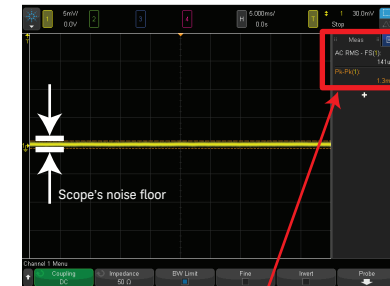 1 5mV/ 0.0V 2 3 4 H 5.000ms/ 0.0s T Stop 1 30.0mV
Meas
AC RMS - FS(1):
141u
Pk-Pk(1):
1.3m
Scope's noise floor
Channel 1 Menu
Coupling Impedance BW Limit Fine Invert Probe
DC 50 Ω